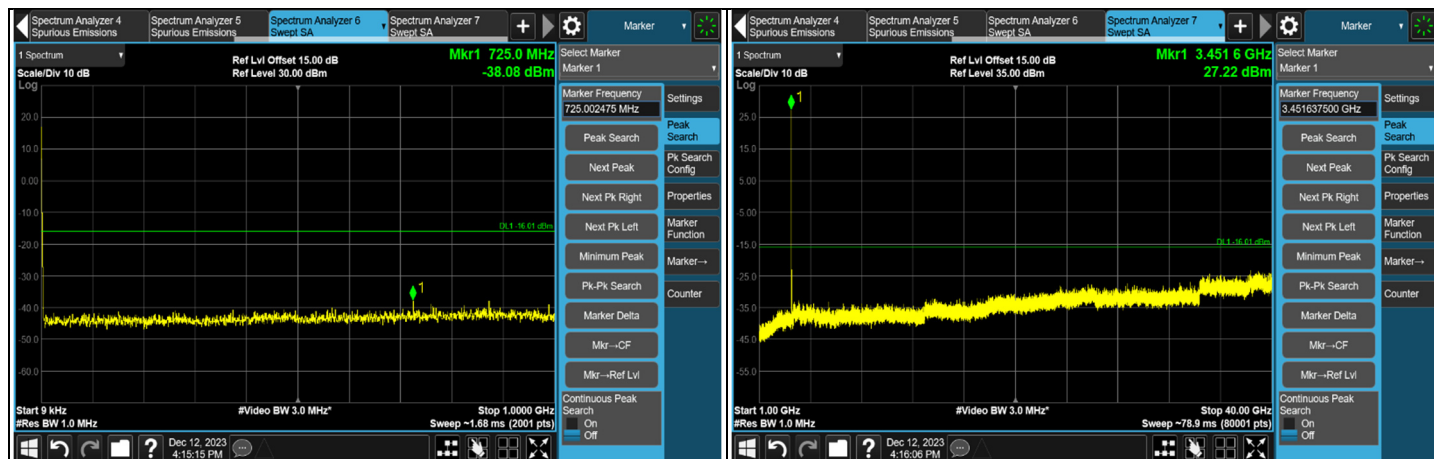 Spectrum Analyzer 4
Spurious Emissions
Spectrum Analyzer 5
Spurious Emissions
Spectrum Analyzer 6
Swept SA
Spectrum Analyzer 7
Swept SA
+
Marker
1 Spectrum
Scale/Div 10 dB
Log
Ref Lvl Offset 15.00 dB
Ref Level 30.00 dBm
Mkr1 725.0 MHz
-38.08 dBm
20.0
10.0
0.00
-10.0
-20.0
-30.0
-40.0
-50.0
-60.0
DL1 -16.01 dBm
1
Start 9 kHz
#Res BW 1.0 MHz
#Video BW 3.0 MHz*
Stop 1.0000 GHz
Sweep ~1.68 ms (2001 pts)
Select Marker
Marker 1
Marker Frequency
725.002475 MHz
Peak Search
Next Peak
Next Pk Right
Next Pk Left
Minimum Peak
Pk-Pk Search
Marker Delta
Mkr→CF
Mkr→Ref Lvl
Continuous Peak
Search
On
Off
Settings
Peak
Search
Pk Search
Config
Properties
Marker
Function
Marker→
Counter
?
Dec 12, 2023
4:15:15 PM
Spectrum Analyzer 4
Spurious Emissions
Spectrum Analyzer 5
Spurious Emissions
Spectrum Analyzer 6
Swept SA
Spectrum Analyzer 7
Swept SA
+
Marker
1 Spectrum
Scale/Div 10 dB
Log
Ref Lvl Offset 15.00 dB
Ref Level 35.00 dBm
Mkr1 3.451 6 GHz
27.22 dBm
25.0
15.0
5.00
-5.00
-15.0
-25.0
-35.0
-45.0
-55.0
DL1 -16.01 dBm
1
Start 1.00 GHz
#Res BW 1.0 MHz
#Video BW 3.0 MHz*
Stop 40.00 GHz
Sweep ~78.9 ms (80001 pts)
Select Marker
Marker 1
Marker Frequency
3.451637500 GHz
Peak Search
Next Peak
Next Pk Right
Next Pk Left
Minimum Peak
Pk-Pk Search
Marker Delta
Mkr→CF
Mkr→Ref Lvl
Continuous Peak
Search
On
Off
Settings
Peak
Search
Pk Search
Config
Properties
Marker
Function
Marker→
Counter
?
Dec 12, 2023
4:16:06 PM